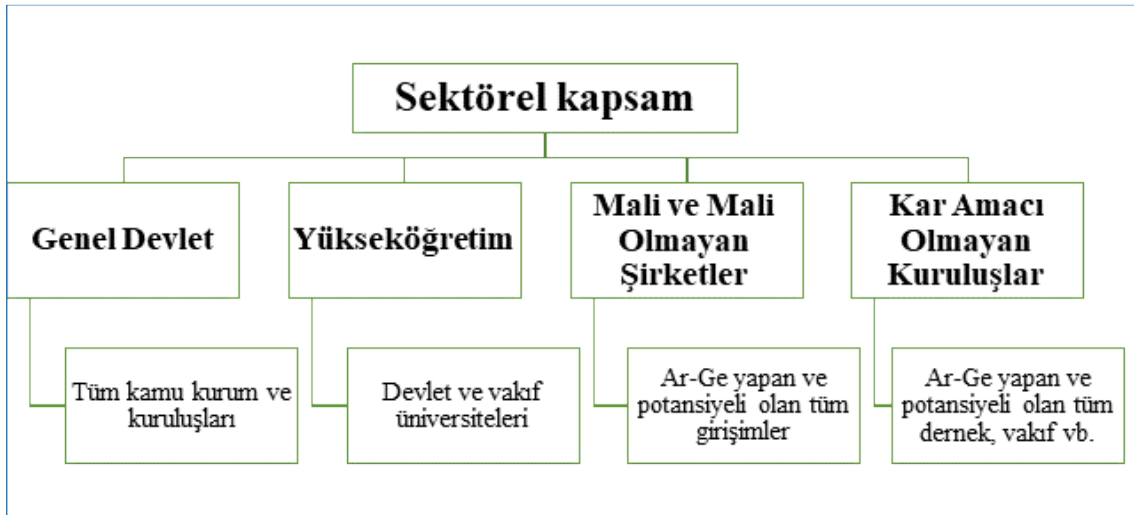 Sektörel kapsam
Genel Devlet
Tüm kamu kurum ve
kuruluşları
Yükseköğretim
Devlet ve vakıf
üniversiteleri
Mali ve Mali
Olmayan
Şirketler
Ar-Ge yapan ve
potansiyeli olan tüm
girişimler
Kar Amacı
Olmayan
Kuruluşlar
Ar-Ge yapan ve
potansiyeli olan tüm
dernek, vakıf vb.